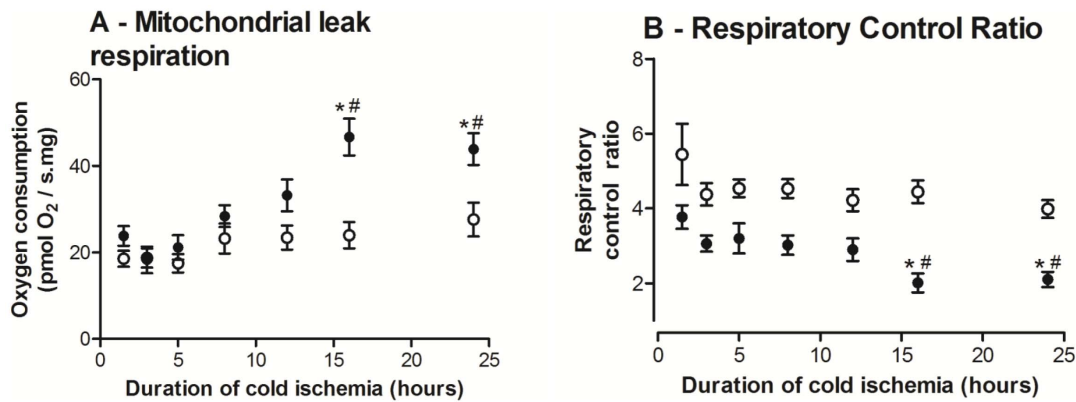 A - Mitochondrial leak
respiration
Oxygen consumption
(pmol O2 / s.mg)
60
40
20
0
*#
*#
0 5 10 15 20 25
Duration of cold ischemia (hours)
B - Respiratory Control Ratio
Respiratory
control ratio
8
6
4
2
*#
*#
0 5 10 15 20 25
Duration of cold ischemia (hours)